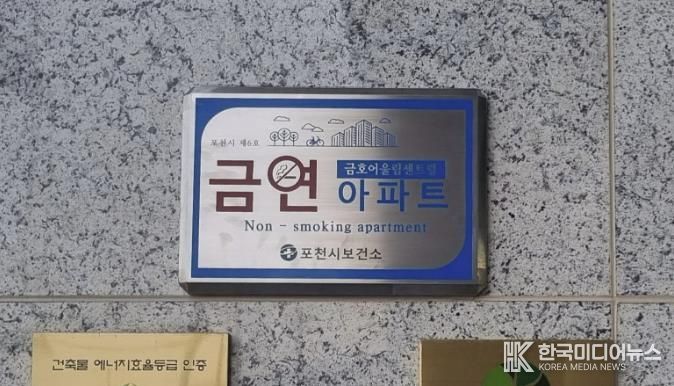 포천시 제6호
금연 금호어울림센트럴
아파트
Non - smoking apartment
포천시보건소
건축물 에너지효율등급 인증
HK 한국미디어뉴스
KOREA MEDIA NEWS